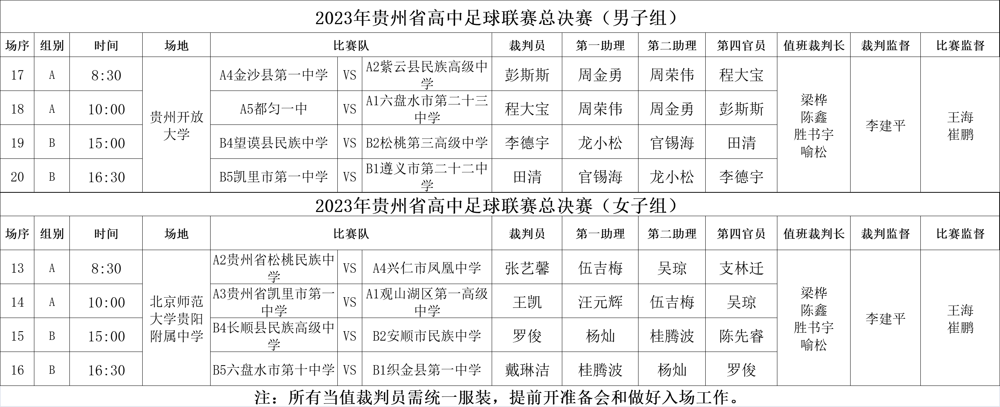 2023年贵州省高中足球联赛总决赛（男子组）
场序 组别 时间 场地 比赛队 裁判员 第一助理 第二助理 第四官员 值班裁判长 裁判监督 比赛监督
17 A 8:30 A4金沙县第一中学 VS A2紫云县民族高级中学 彭斯斯 周金勇 周荣伟 程大宝
18 A 10:00 A5都匀一中 VS A1六盘水市第二十三中学 程大宝 周荣伟 周金勇 彭斯斯
19 B 15:00 B4望谟县民族中学 VS B2松桃第三高级中学 李德宇 龙小松 官锡海 田清
20 B 16:30 B5凯里市第一中学 VS B1遵义市第二十二中学 田清 官锡海 龙小松 李德宇
贵州开放
大学
梁桦
陈鑫
胜书宇
喻松
李建平
王海
崔鹏
2023年贵州省高中足球联赛总决赛（女子组）
场序 组别 时间 场地 比赛队 裁判员 第一助理 第二助理 第四官员 值班裁判长 裁判监督 比赛监督
13 A 8:30 A2贵州省松桃民族中学 VS A4兴仁市凤凰中学 张艺馨 伍吉梅 吴琼 支林迁
14 A 10:00 A3贵州省凯里市第一中学 VS A1观山湖区第一高级中学 王凯 汪元辉 伍吉梅 吴琼
15 B 15:00 B4长顺县民族高级中学 VS B2安顺市民族中学 罗俊 杨灿 桂腾波 陈先睿
16 B 16:30 B5六盘水市第十中学 VS B1织金县第一中学 戴琳洁 桂腾波 杨灿 罗俊
北京师范
大学贵阳
附属中学
梁桦
陈鑫
胜书宇
喻松
李建平
王海
崔鹏
注：所有当值裁判员需统一服装，提前开准备会和做好入场工作。